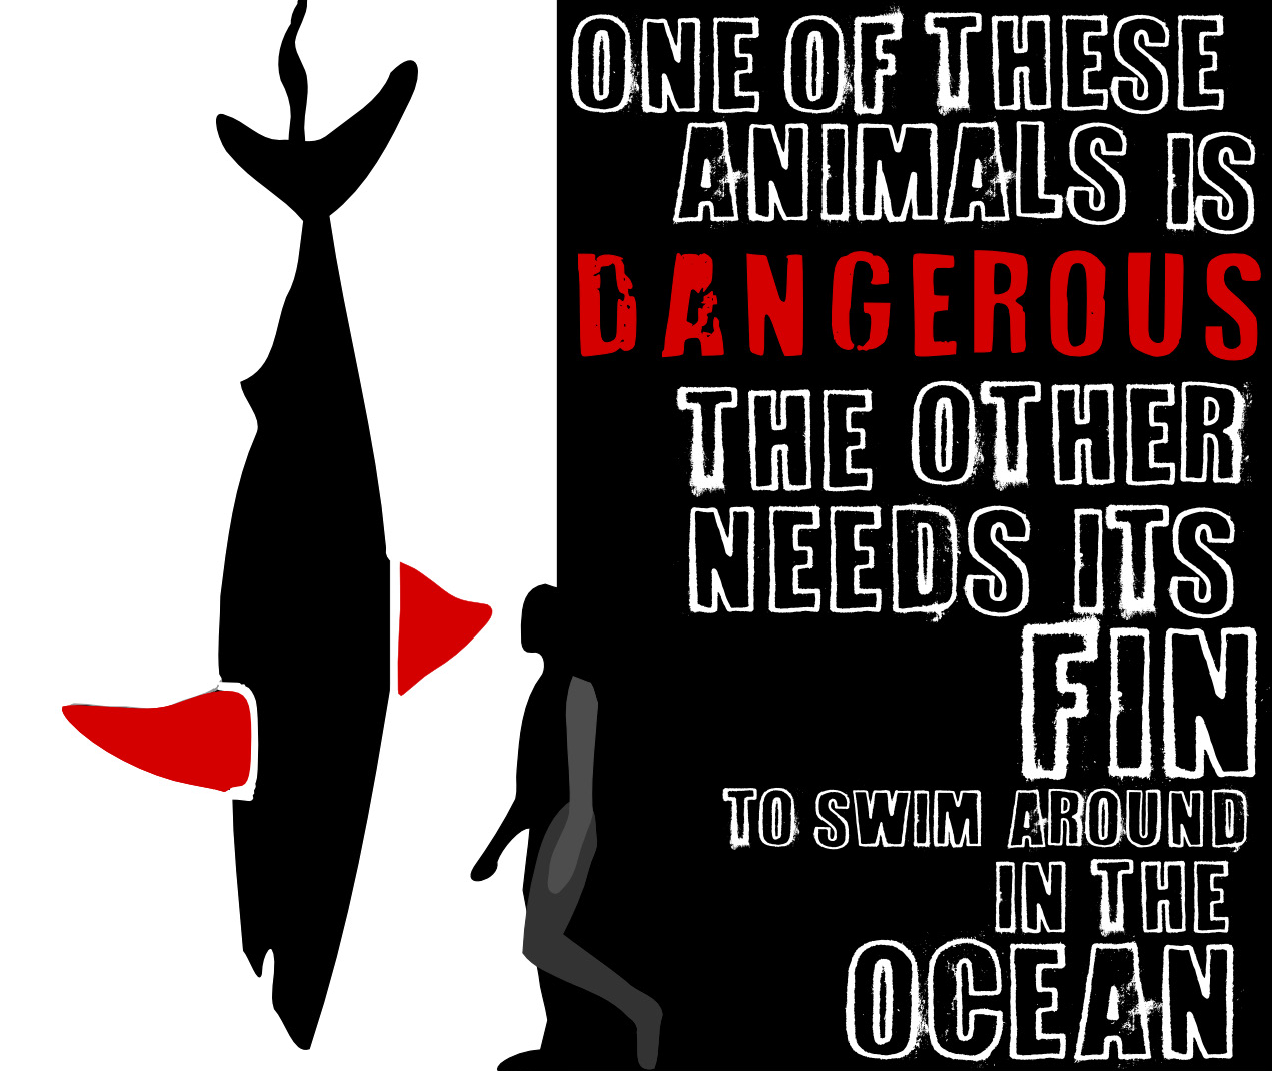 ONE OF THESE
ANIMALS IS
DANGEROUS
THE OTHER
NEEDS ITS
FIN
TO SWIM AROUND
IN THE
OCEAN